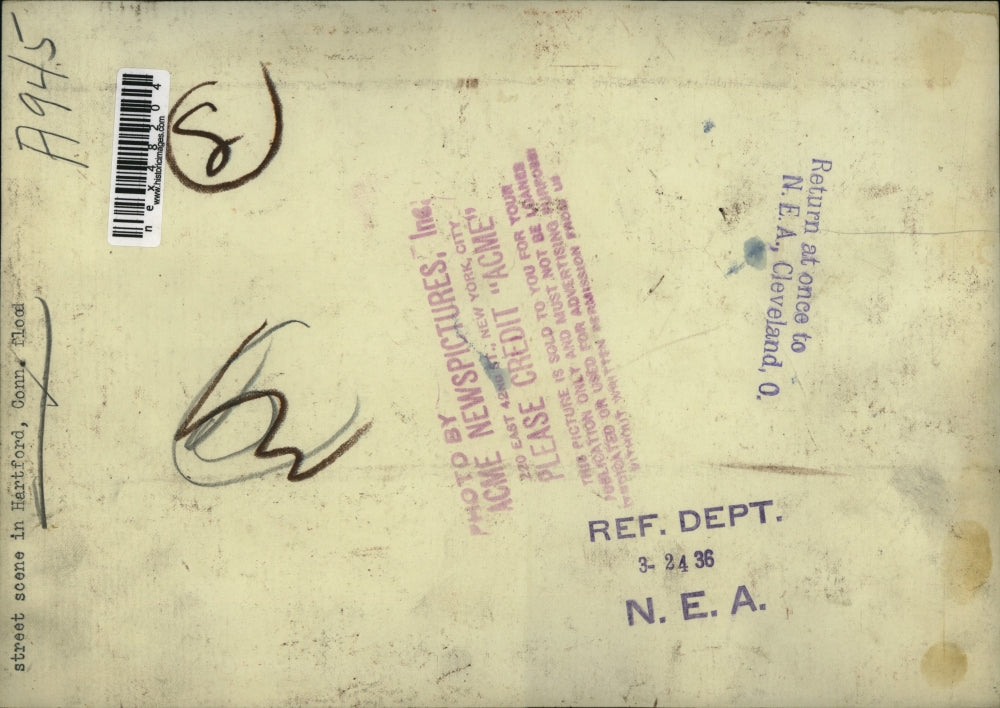 A945
nex48204
www.historicimages.com
street scene in Hartford, Conn. flood
PHOTO BY
ACME NEWSPICTURES, Inc.
220 EAST 42ND ST., NEW YORK CITY
PLEASE CREDIT "ACME"
THIS PICTURE IS SOLD TO YOU FOR YOUR
PUBLICATION ONLY AND MUST NOT BE LOANED
SYNDICATED OR USED FOR ADVERTISING PURPOSES
WITHOUT WRITTEN PERMISSION FROM US
Return at once to
N. E. A., Cleveland, O.
REF. DEPT.
3-24 36
N. E. A.